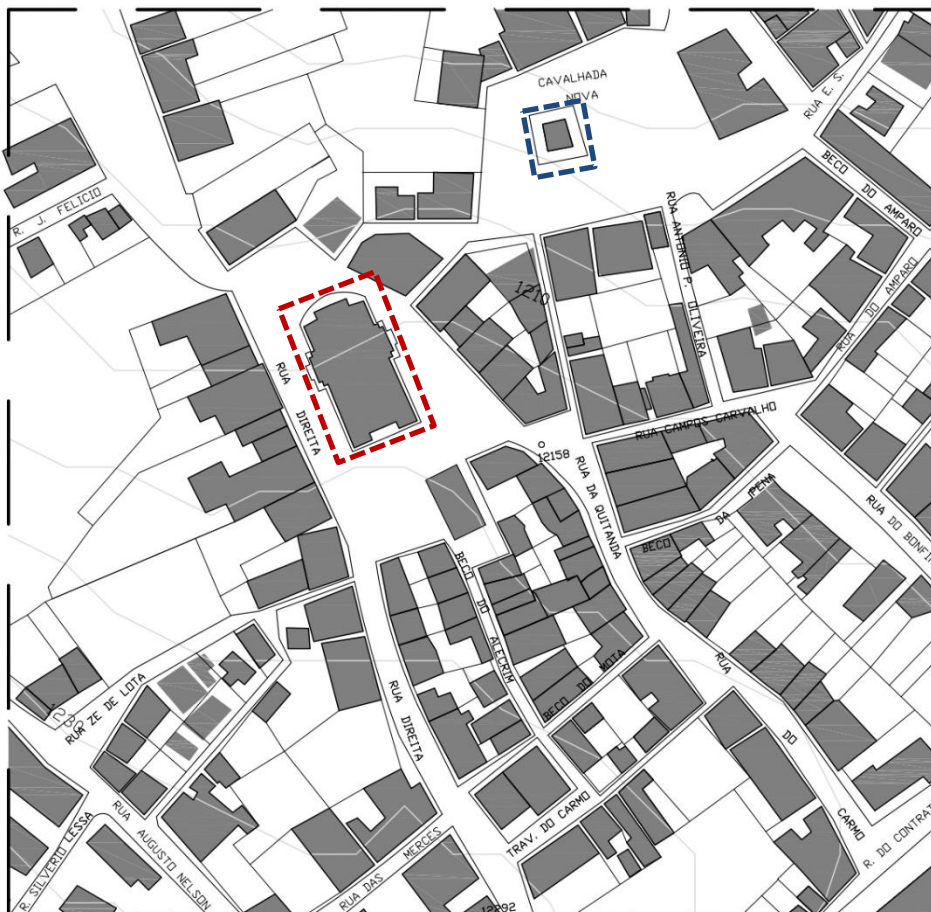 CAVALHADA
NOVA
RUA E. S.
BECO DO AMPARO
R. J. FELICIO
RUA ANTONIO P. OLIVEIRA
RUA DO AMPARO
1210
RUA DIREITA
RUA CAMPOS CARVALHO
12158
RUA DA QUITANDA
BECO DA PENA
RUA DO BONFI
BECO DO ALECRIM
BECO DO MOTA
RUA ZE DE LOTA
RUA DIREITA
RUA DO CARMO
TRAV. DO CARMO
RUA AUGUSTO NELSON
R. SILVERIO LESSA
RUA DAS MERCES
R. DO CONTRAT